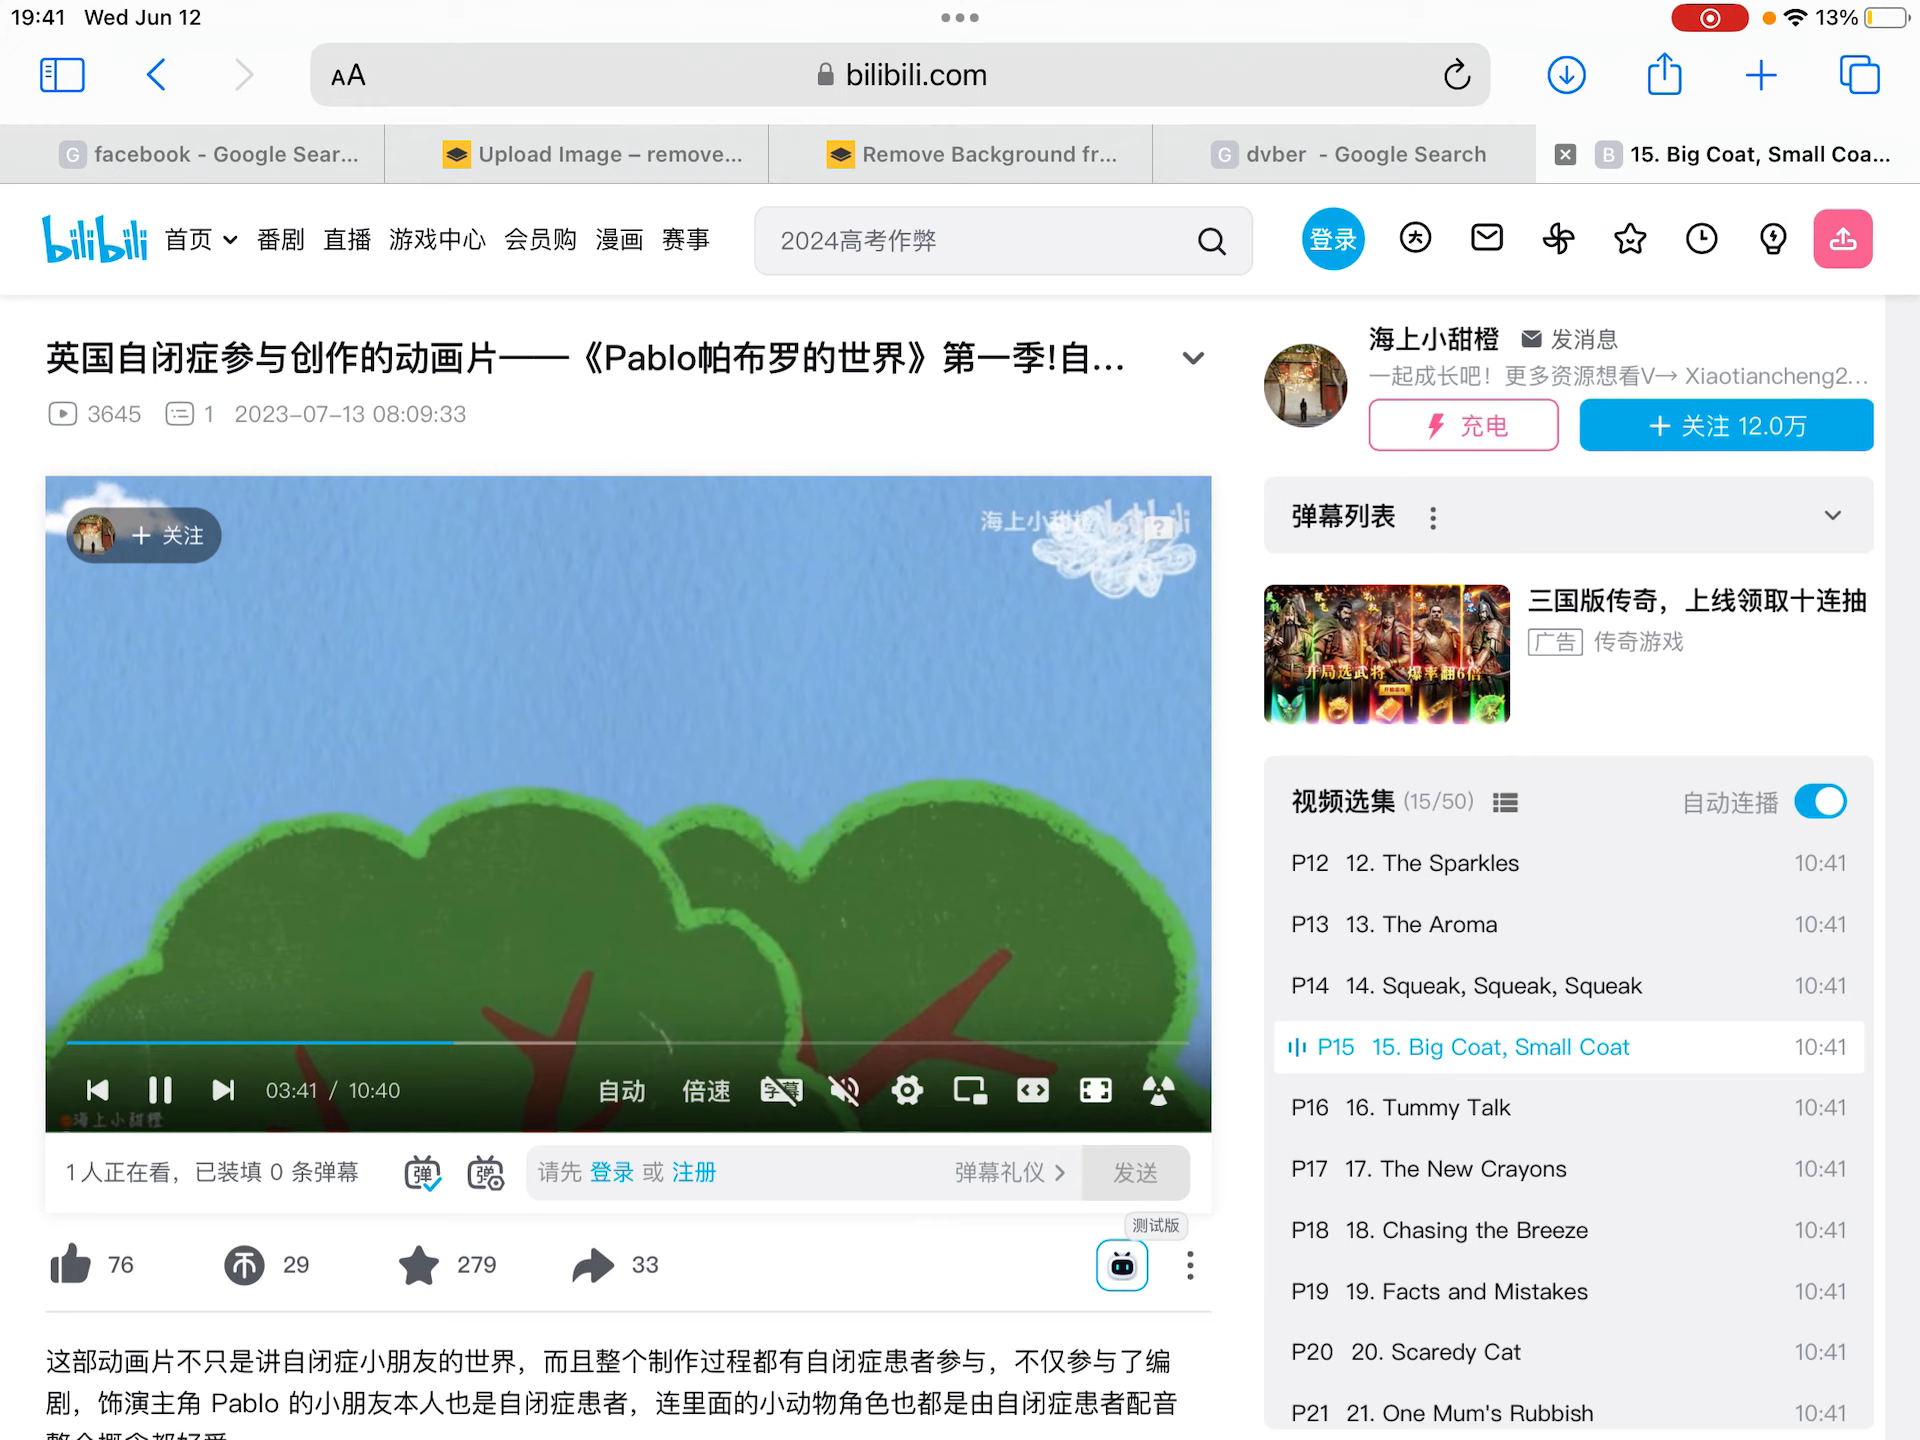 19:41 Wed Jun 12
13%
AA
bilibili.com
facebook - Google Sear...
Upload Image – remove...
Remove Background fr...
dvber - Google Search
15. Big Coat, Small Coa...
bilibili
首页
番剧
直播
游戏中心
会员购
漫画
赛事
2024高考作弊
登录
英国自闭症参与创作的动画片——《Pablo帕布罗的世界》第一季!自...
3645 1 2023-07-13 08:09:33
海上小甜橙
发消息
一起成长吧！更多资源想看V→ Xiaotiancheng2...
充电
+ 关注 12.0万
+ 关注
海上小甜
弹幕列表
三国版传奇，上线领取十连抽
广告 传奇游戏
开局选武将 爆率翻6倍
视频选集 (15/50)
自动连播
P12 12. The Sparkles 10:41
P13 13. The Aroma 10:41
P14 14. Squeak, Squeak, Squeak 10:41
P15 15. Big Coat, Small Coat 10:41
P16 16. Tummy Talk 10:41
P17 17. The New Crayons 10:41
P18 18. Chasing the Breeze 10:41
P19 19. Facts and Mistakes 10:41
P20 20. Scaredy Cat 10:41
P21 21. One Mum's Rubbish 10:41
03:41 / 10:40
自动
倍速
字幕
海上小甜橙
1人正在看，已装填 0 条弹幕
弹
弹
请先 登录 或 注册
弹幕礼仪
发送
测试版
76
29
279
33
这部动画片不只是讲自闭症小朋友的世界，而且整个制作过程都有自闭症患者参与，不仅参与了编
剧，饰演主角 Pablo 的小朋友本人也是自闭症患者，连里面的小动物角色也都是由自闭症患者配音